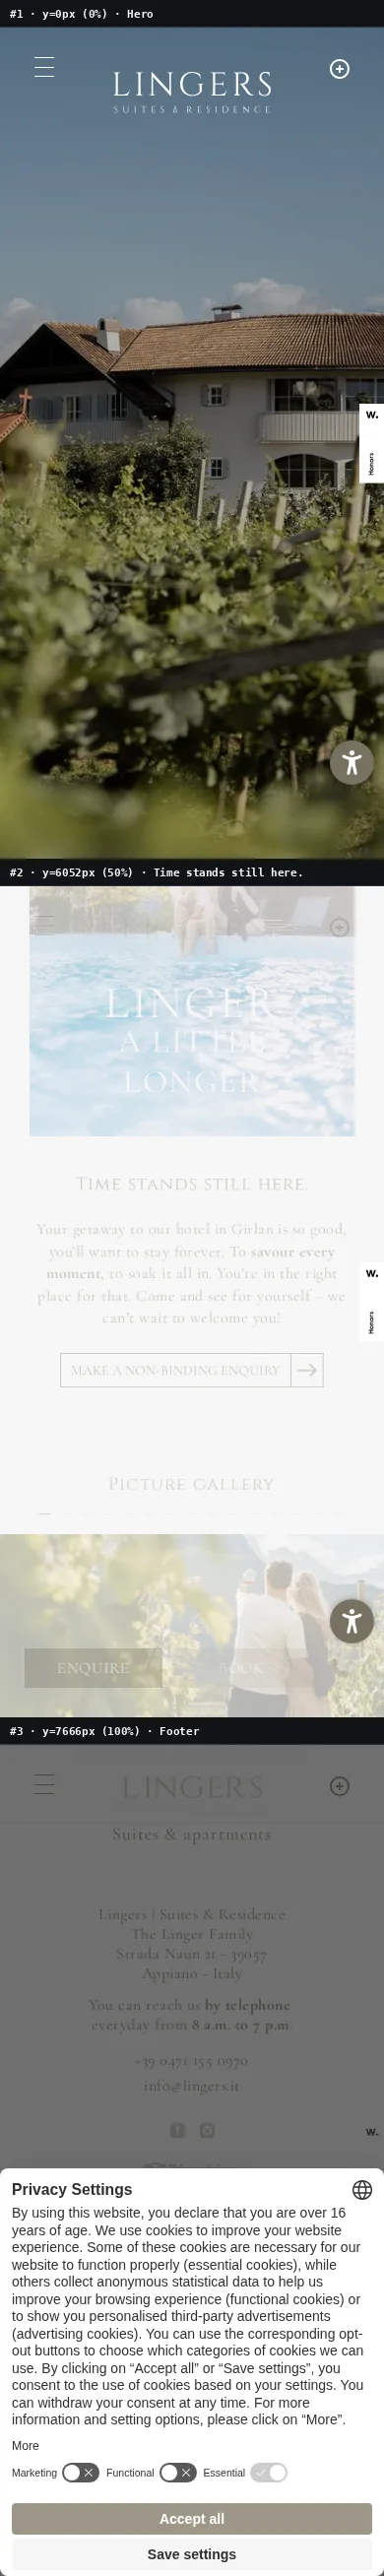 #1 · y=0px (0%) · Hero
LINGERS
SUITES & RESIDENCE
W.
Honors
#2 · y=6052px (50%) · Time stands still here.
LINGER
A LITTLE
LONGER
Time stands still here.
Your getaway to our hotel in Girlan is so good,
you'll want to stay forever. To savour every
moment, to soak it all in. You're in the right
place for that. Come and see for yourself – we
can't wait to welcome you!
W.
Honors
MAKE A NON-BINDING ENQUIRY
Picture gallery
ENQUIRE
BOOK
#3 · y=7666px (100%) · Footer
LINGERS
Suites & apartments
Lingers | Suites & Residence
The Linger Family
Strada Naun 21 - 39057
Appiano - Italy
You can reach us by telephone
everyday from 8 a.m. to 7 p.m.
+39 0471 155 0970
info@lingers.it
W.
Privacy Settings
By using this website, you declare that you are over 16
years of age. We use cookies to improve your website
experience. Some of these cookies are necessary for our
website to function properly (essential cookies), while
others collect anonymous statistical data to help us
improve your browsing experience (functional cookies) or
to show you personalised third-party advertisements
(advertising cookies). You can use the corresponding opt-
out buttons to choose which categories of cookies we can
use. By clicking on “Accept all” or “Save settings”, you
consent to the use of cookies based on your settings. You
can withdraw your consent at any time. For more
information and setting options, please click on “More”.
More
Marketing Functional Essential
Accept all
Save settings